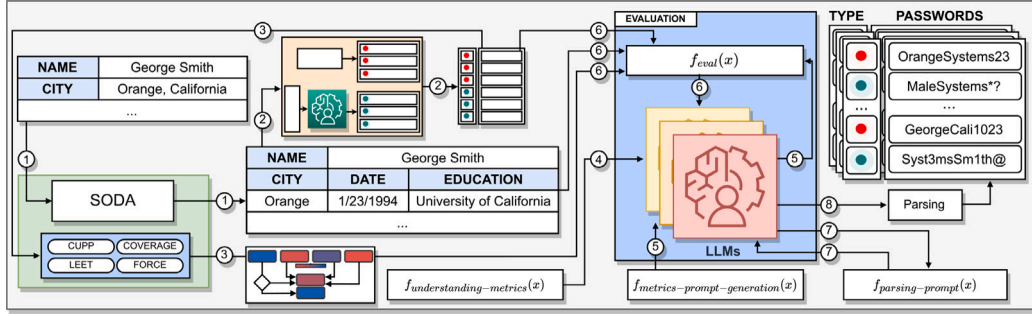 3
6
EVALUATION
TYPE
PASSWORDS
NAME
George Smith
CITY
Orange, California
...
6
6
f_eval(x)
OrangeSystems23
MaleSystems*?
...
GeorgeCali1023
Syst3msSm1th@
2
2
6
1
4
5
NAME
George Smith
CITY
DATE
EDUCATION
Orange
1/23/1994
University of California
...
SODA
1
8
Parsing
CUPP
COVERAGE
LEET
FORCE
3
5
LLMs
7
7
f_understanding-metrics(x)
f_metrics-prompt-generation(x)
f_parsing-prompt(x)